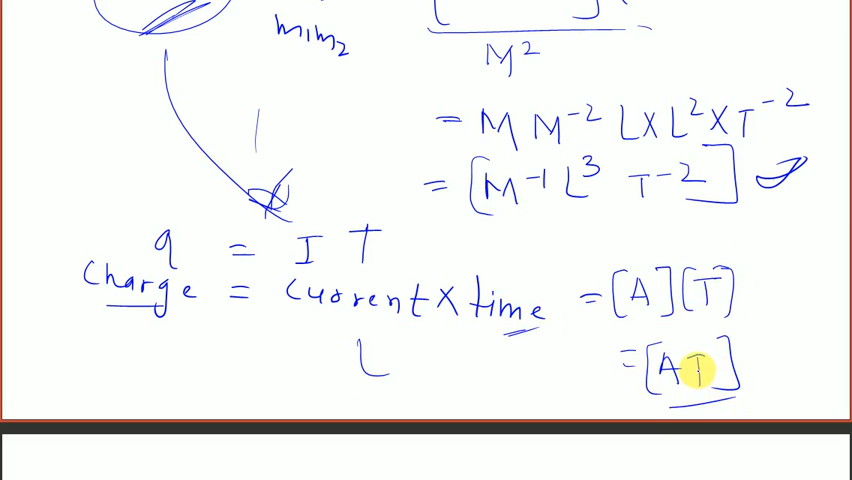 m₁m₂
M²
= M M⁻² L X L² X T⁻²
= [M⁻¹ L³ T⁻²]
q = I T
Charge = Current X time = [A] [T]
= [A T]